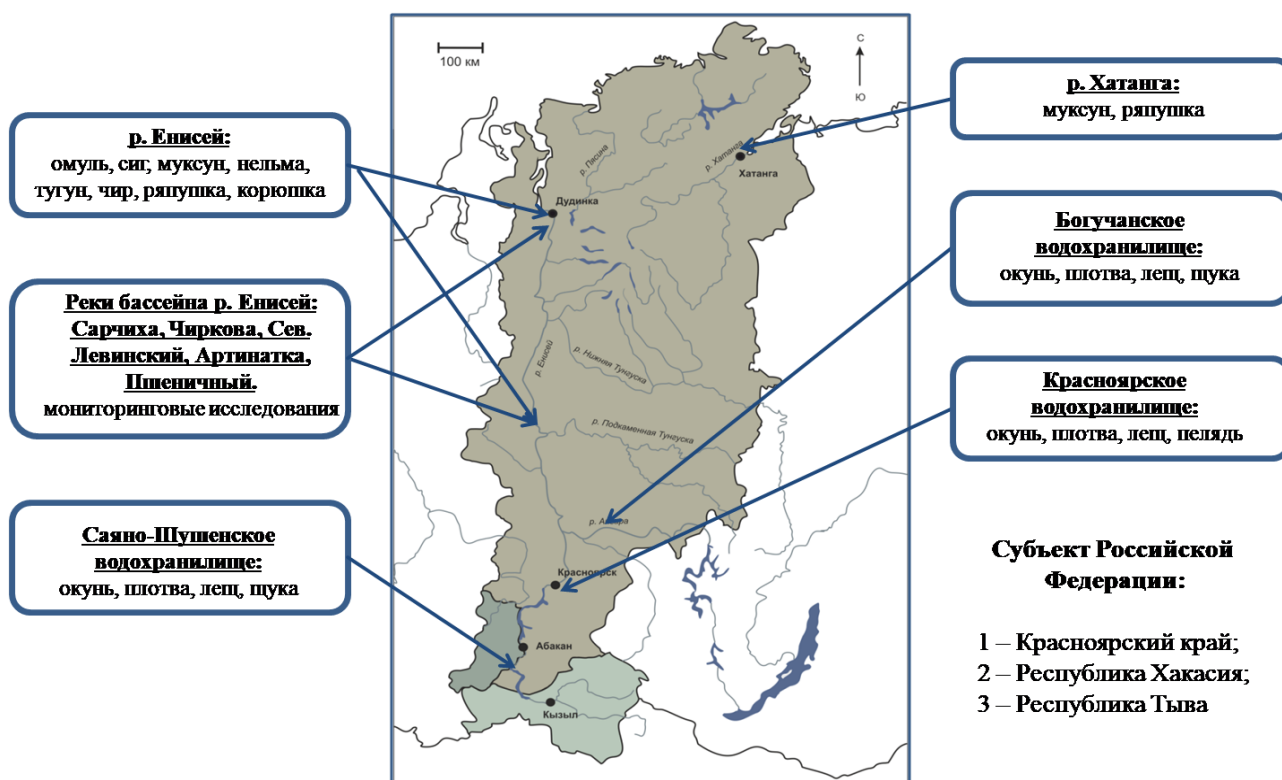 р. Енисей:
омуль, сиг, муксун, нельма,
тугун, чир, ряпушка, корюшка
Реки бассейна р. Енисей:
Сарчиха, Чиркова, Сев.
Левинский, Артинатка,
Пшеничный.
мониторинговые исследования
Саяно-Шушенское
водохранилище:
окунь, плотва, лещ, щука
100 км
С
Ю
р. Пясина
р. Хатанга
Хатанга
Дудинка
р. Енисей
р. Нижняя Тунгуска
р. Подкаменная Тунгуска
р. Ангара
Красноярск
Абакан
Кызыл
р. Хатанга:
муксун, ряпушка
Богучанское
водохранилище:
окунь, плотва, лещ, щука
Красноярское
водохранилище:
окунь, плотва, лещ, пелядь
Субъект Российской
Федерации:
1 – Красноярский край;
2 – Республика Хакасия;
3 – Республика Тыва